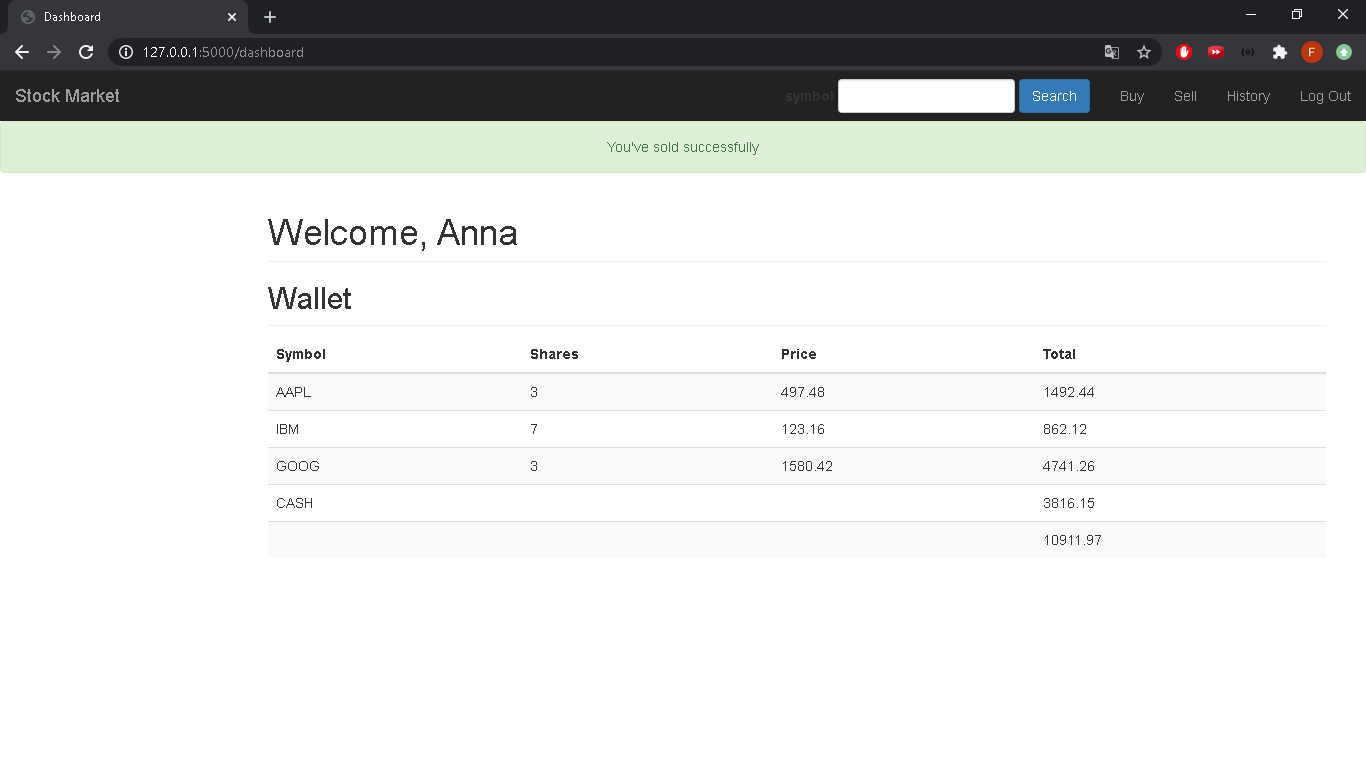 Dashboard
127.0.0.1:5000/dashboard
F
Stock Market symbol Search Buy Sell History Log Out
You've sold successfully
Welcome, Anna
Wallet
Symbol Shares Price Total
AAPL 3 497.48 1492.44
IBM 7 123.16 862.12
GOOG 3 1580.42 4741.26
CASH 3816.15
10911.97